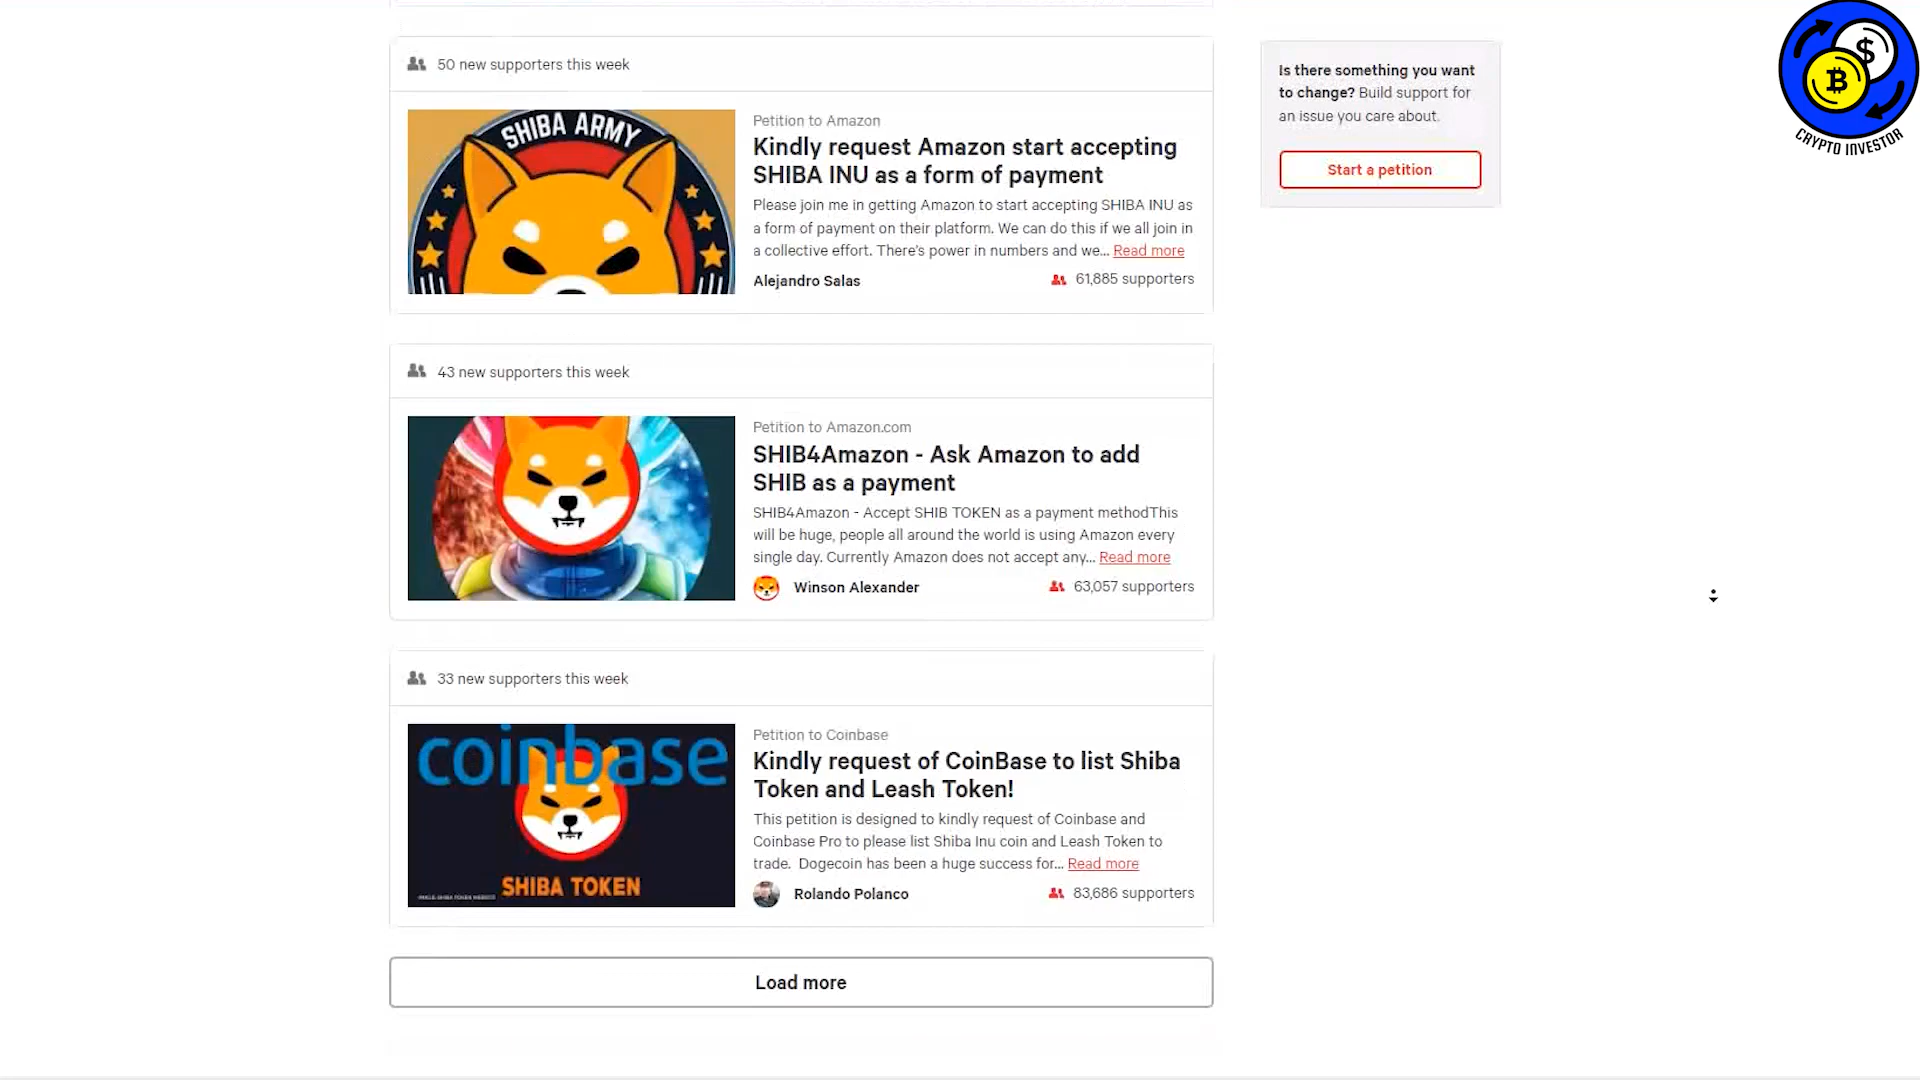 50 new supporters this week
SHIBA ARMY
Petition to Amazon
Kindly request Amazon start accepting
SHIBA INU as a form of payment
Please join me in getting Amazon to start accepting SHIBA INU as
a form of payment on their platform. We can do this if we all join in
a collective effort. There's power in numbers and we... Read more
Alejandro Salas
61,885 supporters
43 new supporters this week
Petition to Amazon.com
SHIB4Amazon - Ask Amazon to add
SHIB as a payment
SHIB4Amazon - Accept SHIB TOKEN as a payment methodThis
will be huge, people all around the world is using Amazon every
single day. Currently Amazon does not accept any... Read more
Winson Alexander
63,057 supporters
33 new supporters this week
coinbase
SHIBA TOKEN
Petition to Coinbase
Kindly request of CoinBase to list Shiba
Token and Leash Token!
This petition is designed to kindly request of Coinbase and
Coinbase Pro to please list Shiba Inu coin and Leash Token to
trade. Dogecoin has been a huge success for... Read more
Rolando Polanco
83,686 supporters
Load more
Is there something you want
to change? Build support for
an issue you care about.
Start a petition
$
B
CRYPTO INVESTOR